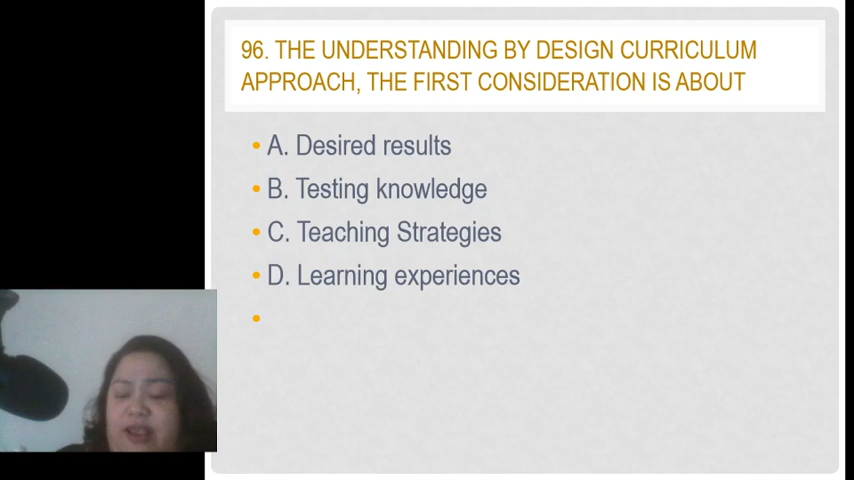 96. THE UNDERSTANDING BY DESIGN CURRICULUM
APPROACH, THE FIRST CONSIDERATION IS ABOUT
• A. Desired results
• B. Testing knowledge
• C. Teaching Strategies
• D. Learning experiences
•